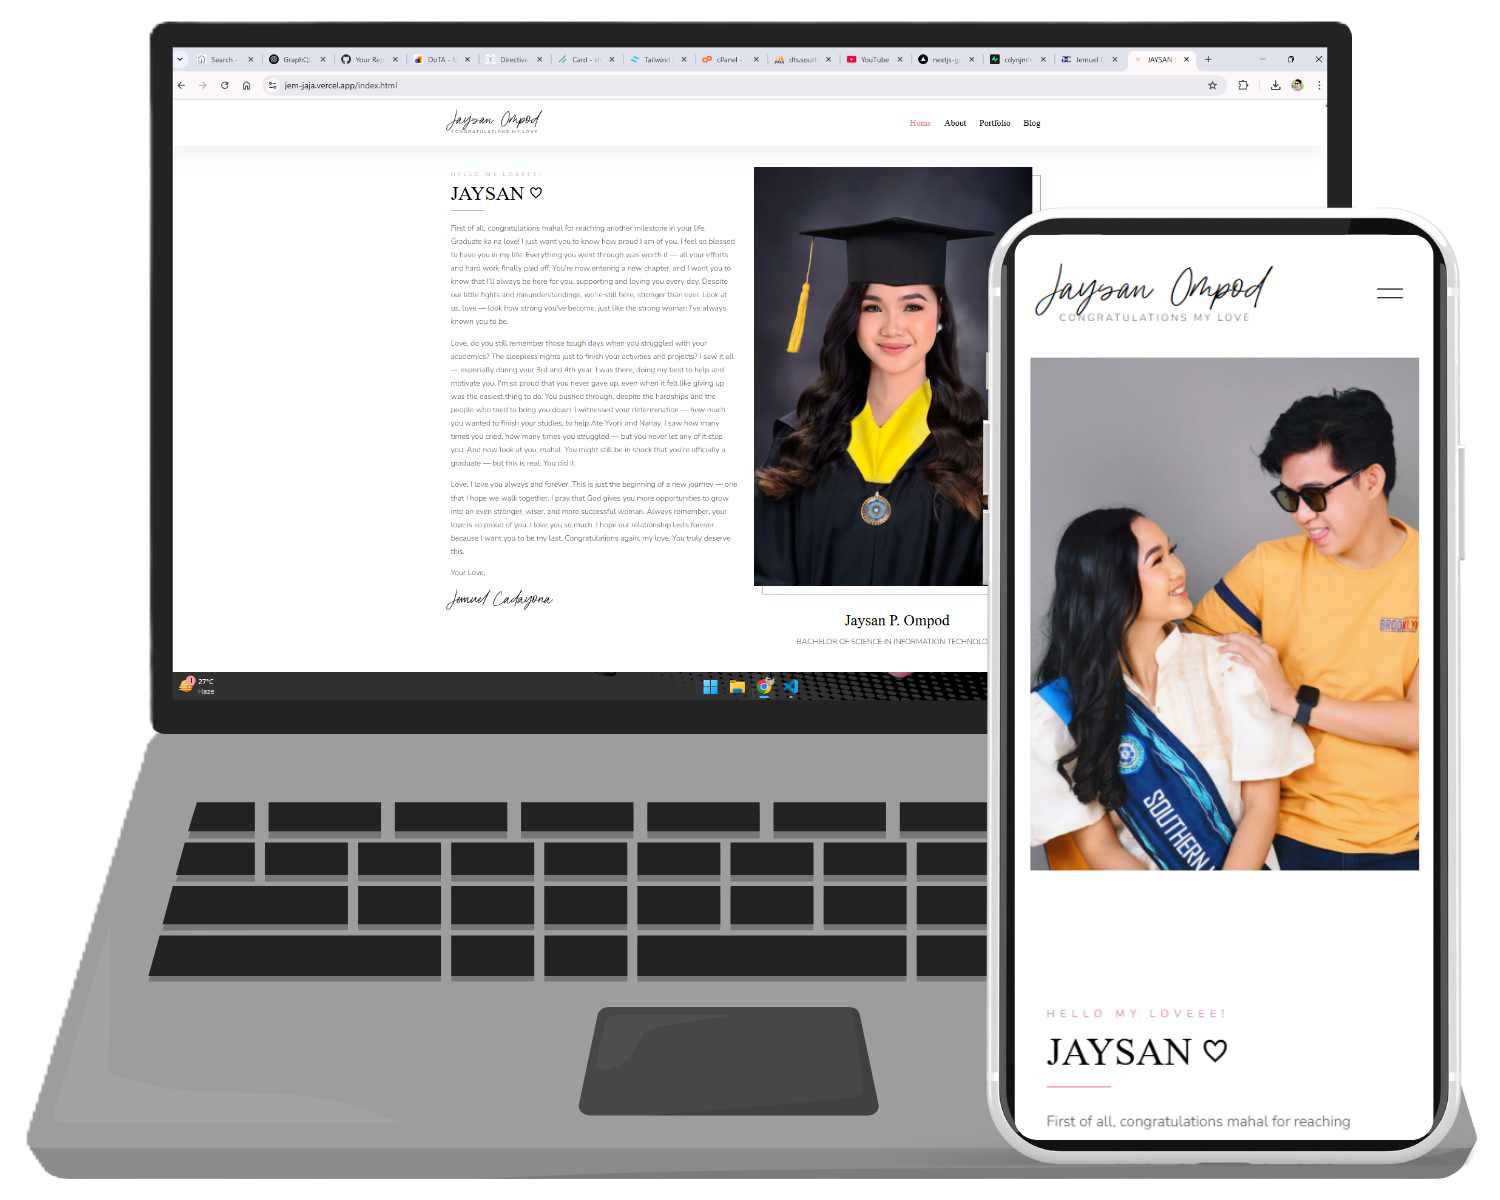 Search -
GraphQL
Your Rep
DoTA - 
Directive
Card - sh
Tailwind
cPanel -
dts.sout
YouTube
nextjs-g
cdynjm'
Jemuel C
JAYSAN
jem-jaja.vercel.app/index.html
Jaysan Ompod
CONGRATULATIONS MY LOVE
Home About Portfolio Blog
HELLO MY LOVEEE!
JAYSAN ♡
First of all, congratulations mahal for reaching another milestone in your life.
Graduate ka na love! I just want you to know how proud I am of you. I feel so blessed
to have you in my life. Everything you went through was worth it — all your efforts
and hard work finally paid off. You're now entering a new chapter, and I want you to
know that I'll always be here for you, supporting and loving you every day. Despite
our little fights and misunderstandings, we're still here, stronger than ever. Look at
us, love — look how strong you've become, just like the strong woman I've always
known you to be.
Love, do you still remember those tough days when you struggled with your
academics? The sleepless nights just to finish your activities and projects? I saw it all
— especially during your 3rd and 4th year. I was there, doing my best to help and
motivate you. I'm so proud that you never gave up, even when it felt like giving up
was the easiest thing to do. You pushed through, despite the hardships and the
people who tried to bring you down. I witnessed your determination — how much
you wanted to finish your studies, to help Ate Yvoni and Nanay. I saw how many
times you cried, how many times you struggled — but you never let any of it stop
you. And now look at you, mahal. You might still be in shock that you're officially a
graduate — but this is real. You did it.
Love, I love you always and forever. This is just the beginning of a new journey — one
that I hope we walk together. I pray that God gives you more opportunities to grow
into an even stronger, wiser, and more successful woman. Always remember, your
love is so proud of you. I love you so much. I hope our relationship lasts forever
because I want you to be my last. Congratulations again, my love. You truly deserve
this.
Your Love,
Jemuel Cadayona
Jaysan P. Ompod
BACHELOR OF SCIENCE IN INFORMATION TECHNOLO
27°C
Haze
Jaysan Ompod
CONGRATULATIONS MY LOVE
BROOKLYN
SOUTHERN
HELLO MY LOVEEE!
JAYSAN ♡
First of all, congratulations mahal for reaching